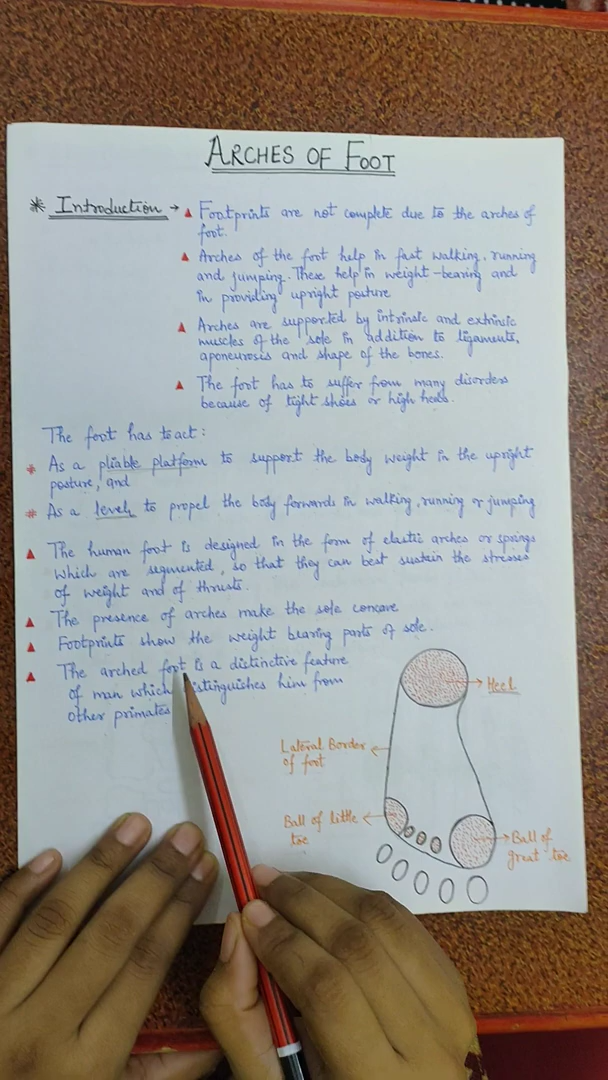 ARCHES OF FOOT
* Introduction → ▲ Footprints are not complete due to the arches of
foot.
▲ Arches of the foot help in fast walking, running
and jumping. These help in weight-bearing and
in providing upright posture
▲ Arches are supported by intrinsic and extrinsic
muscles of the sole in addition to ligaments,
aponeurosis and shape of the bones.
▲ The foot has to suffer from many disorders
because of tight shoes or high heels.
The foot has to act:
* As a pliable platform to support the body weight in the upright
posture, and
* As a lever to propel the body forwards in walking, running or jumping
▲ The human foot is designed in the form of elastic arches or springs
which are segmented, so that they can best sustain the stresses
of weight and of thrusts.
▲ The presence of arches make the sole concave
▲ Footprints show the weight bearing parts of sole.
▲ The arched foot is a distinctive feature
of man which distinguishes him from
other primates
Heel
Lateral Border
of foot
Ball of little
toe
Ball of
great toe